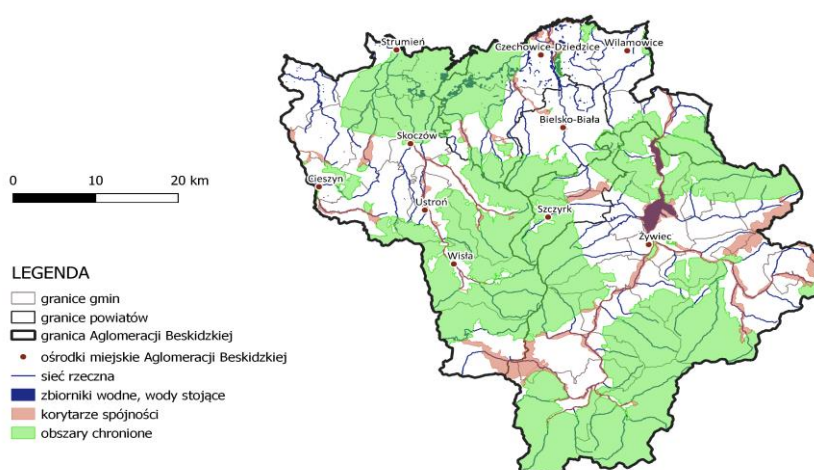 Strumień
Czechowice-Dziedzice
Wilamowice
Bielsko-Biała
Skoczów
Cieszyn
Ustroń
Szczyrk
Żywiec
Wisła
0 10 20 km
LEGENDA
granice gmin
granice powiatów
granica Aglomeracji Beskidzkiej
ośrodki miejskie Aglomeracji Beskidzkiej
sieć rzeczna
zbiorniki wodne, wody stojące
korytarze spójności
obszary chronione